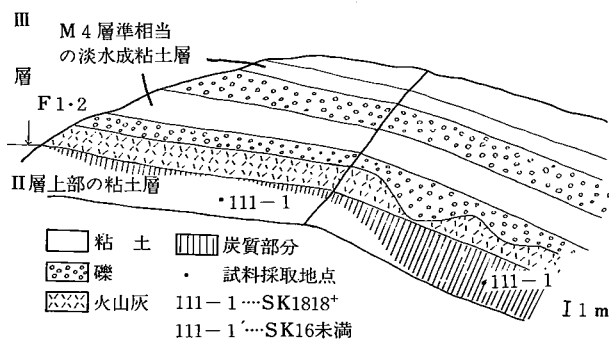 III
層
M4層準相当
の淡水成粘土層
F1・2
II層上部の粘土層
・111-1
・111-1
粘土
炭質部分
礫
・ 試料採取地点
火山灰
111-1‥‥SK1818⁺
111-1´‥‥SK16未満
I 1m